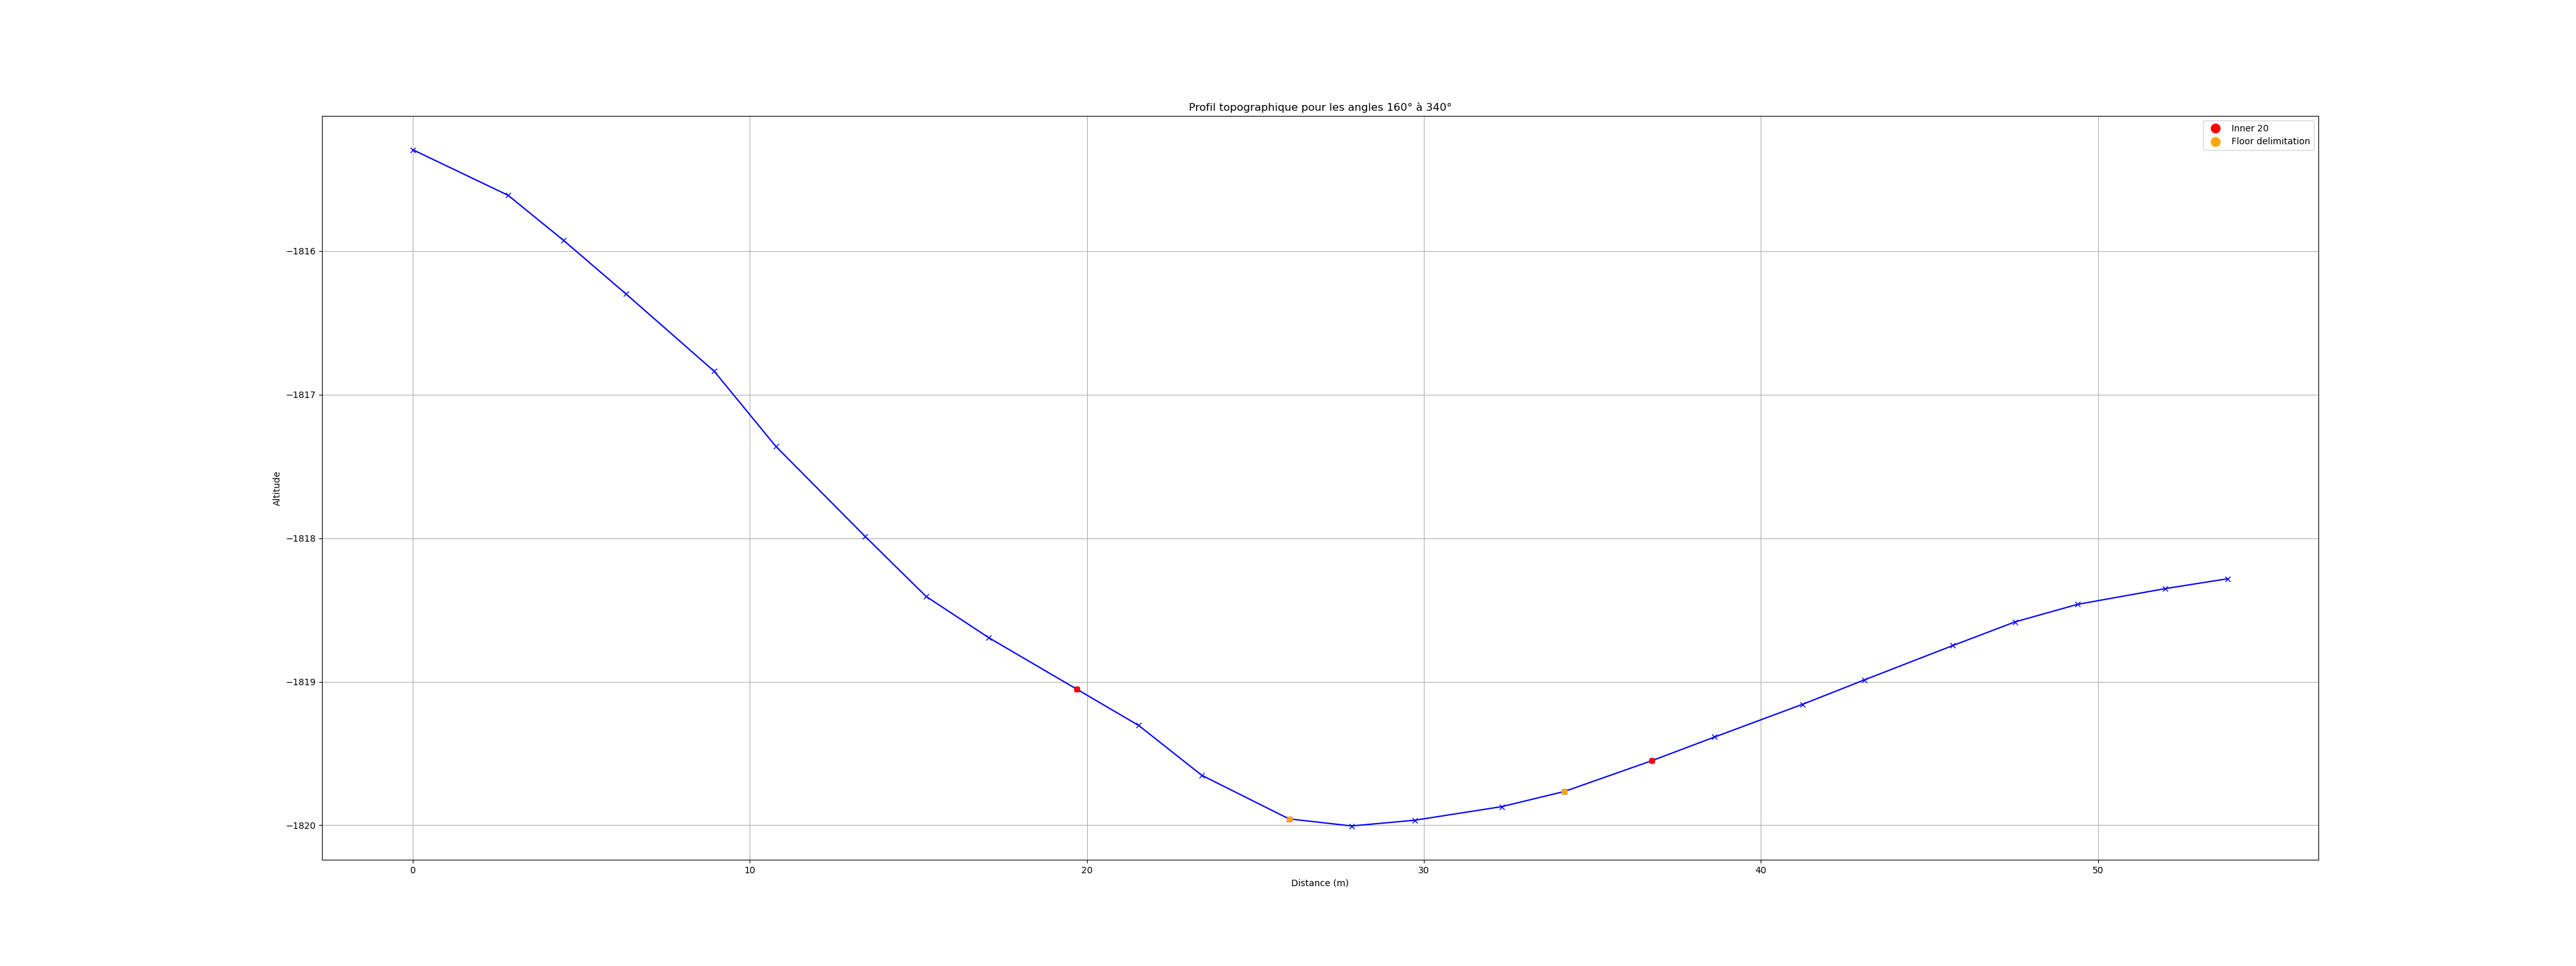 Profil topographique pour les angles 160° à 340°
Inner 20
Floor delimitation
Altitude
−1816
−1817
−1818
−1819
−1820
0 10 20 30 40 50
Distance (m)